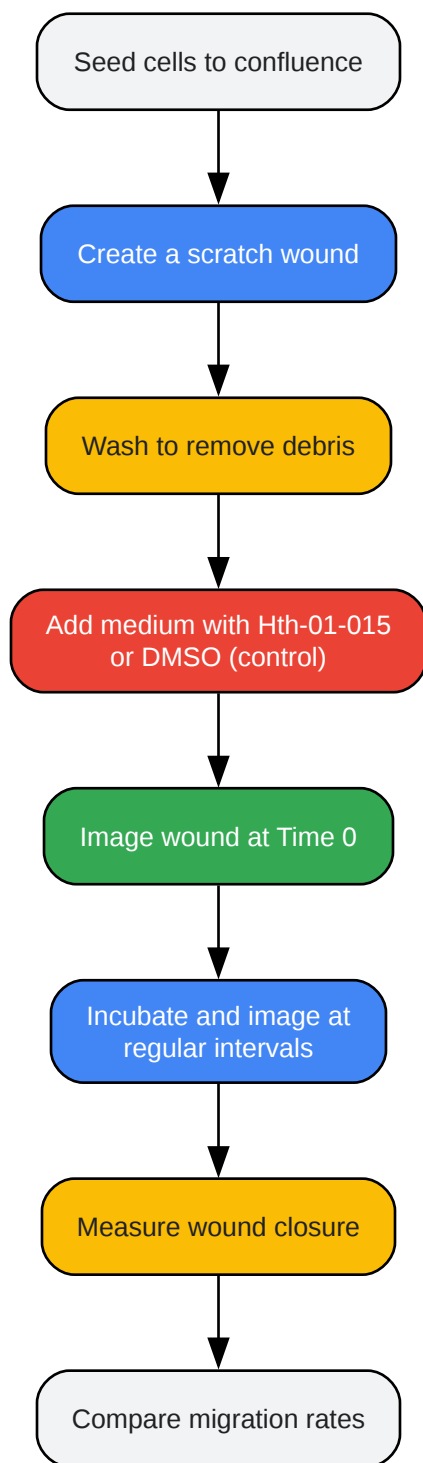 Seed cells to confluence
Create a scratch wound
Wash to remove debris
Add medium with Hth-01-015
or DMSO (control)
Image wound at Time 0
Incubate and image at
regular intervals
Measure wound closure
Compare migration rates